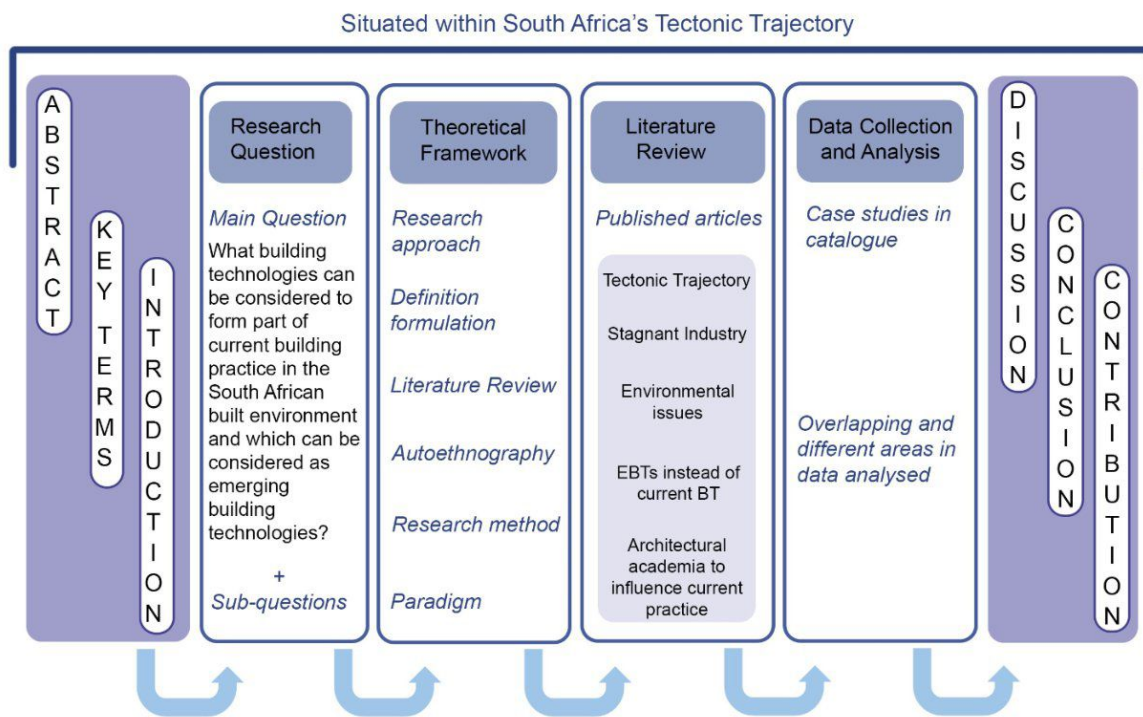 Situated within South Africa's Tectonic Trajectory
ABSTRACT
KEY TERMS
INTRODUCTION
Research
Question
Main Question
What building
technologies can
be considered to
form part of
current building
practice in the
South African
built environment
and which can be
considered as
emerging
building
technologies?
+
Sub-questions
Theoretical
Framework
Research
approach
Definition
formulation
Literature Review
Autoethnography
Research method
Paradigm
Literature
Review
Published articles
Tectonic Trajectory
Stagnant Industry
Environmental
issues
EBTs instead of
current BT
Architectural
academia to
influence current
practice
Data Collection
and Analysis
Case studies in
catalogue
Overlapping and
different areas in
data analysed
DISCUSSION
CONCLUSION
CONTRIBUTION